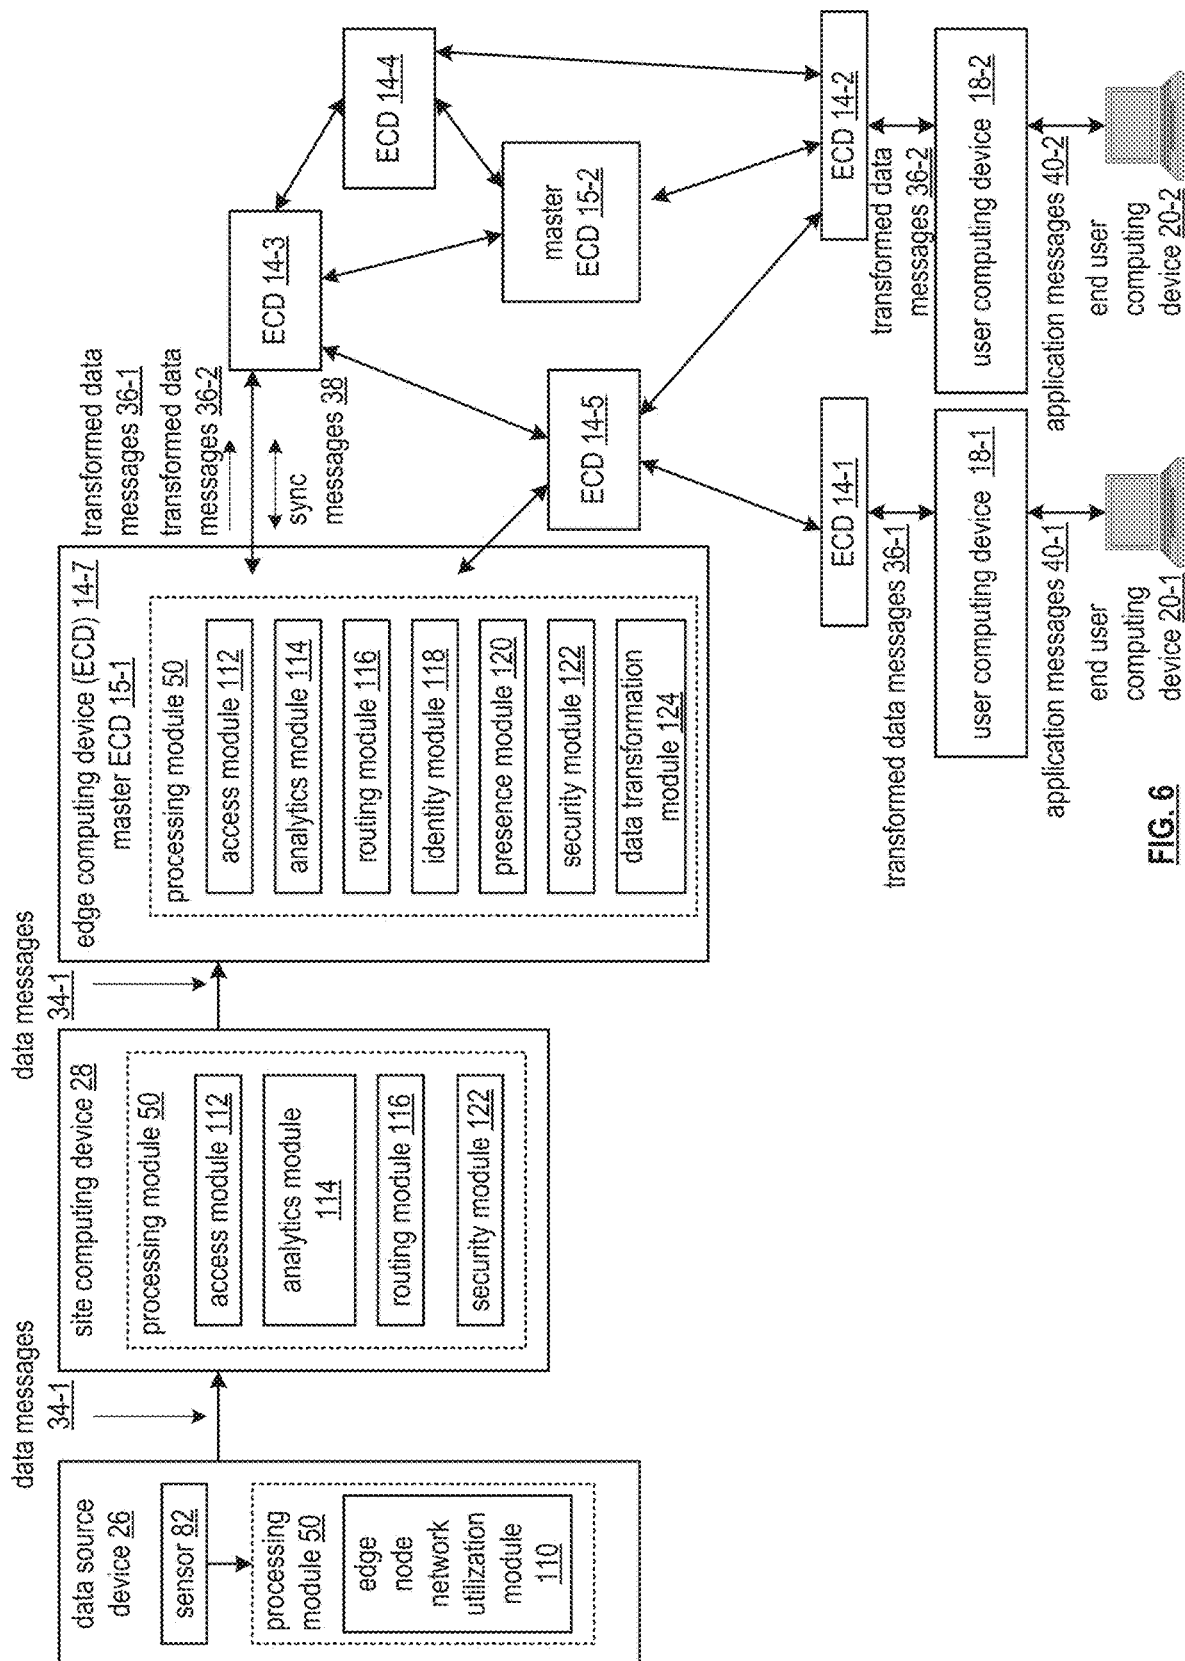 data source
device 26
sensor 82
processing
module 50
edge
node
network
utilization
module
110
data messages
34-1
site computing device 28
processing module 50
access module 112
analytics module
114
routing module 116
security module 122
data messages
34-1
edge computing device (ECD) 14-7
master ECD 15-1
processing module 50
access module 112
analytics module 114
routing module 116
identity module 118
presence module 120
security module 122
data transformation
module 124
transformed data
messages 36-1
transformed data
messages 36-2
sync
messages 38
ECD 14-3
ECD 14-4
master
ECD 15-2
ECD 14-5
ECD 14-1
ECD 14-2
transformed data messages 36-1
transformed data
messages 36-2
user computing device 18-1
user computing device 18-2
application messages 40-1
application messages 40-2
end user
computing
device 20-1
end user
computing
device 20-2
FIG. 6